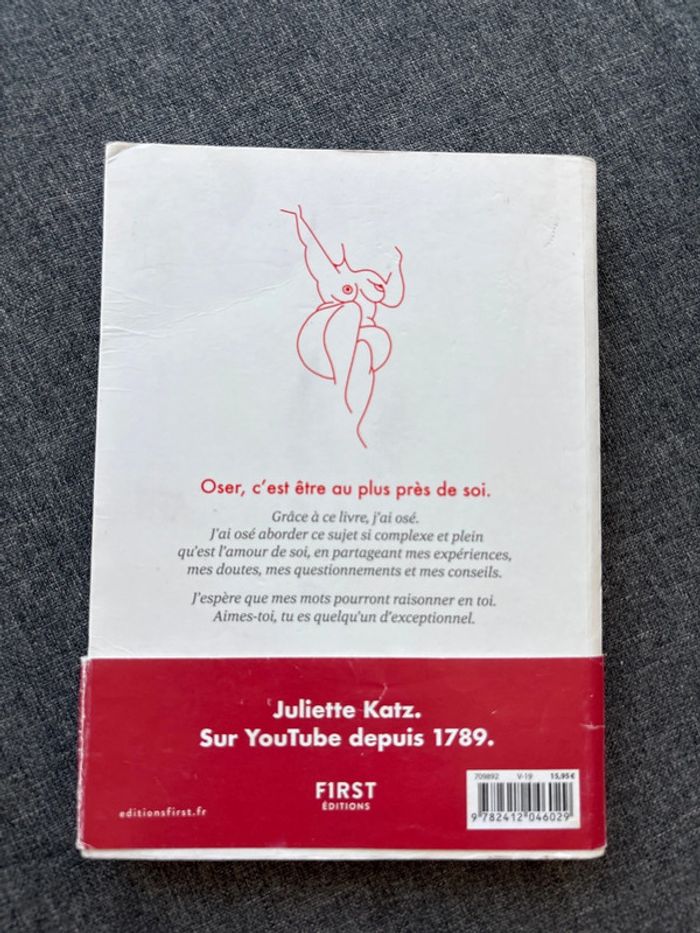 Oser, c'est être au plus près de soi.
Grâce à ce livre, j'ai osé.
J'ai osé aborder ce sujet si complexe et plein
qu'est l'amour de soi, en partageant mes expériences,
mes doutes, mes questionnements et mes conseils.
J'espère que mes mots pourront raisonner en toi.
Aimes-toi, tu es quelqu'un d'exceptionnel.
Juliette Katz.
Sur YouTube depuis 1789.
FIRST
ÉDITIONS
editionsfirst.fr
709892 V-19 15,95€
9 782412 046029